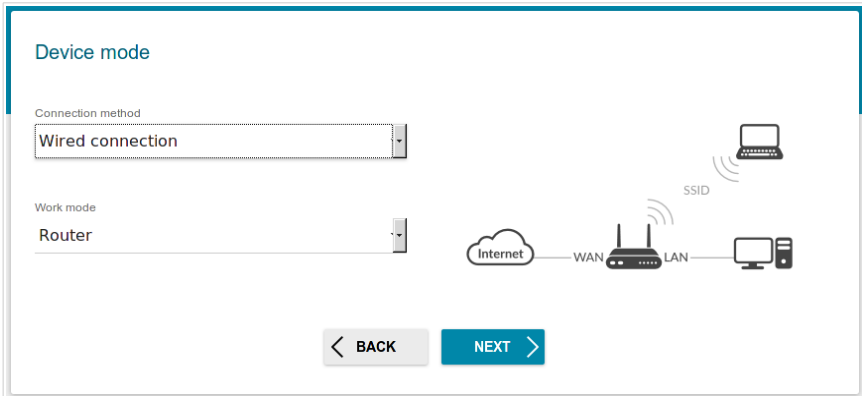 Device mode
Connection method
Wired connection
Work mode
Router
SSID
Internet
WAN
LAN
BACK
NEXT